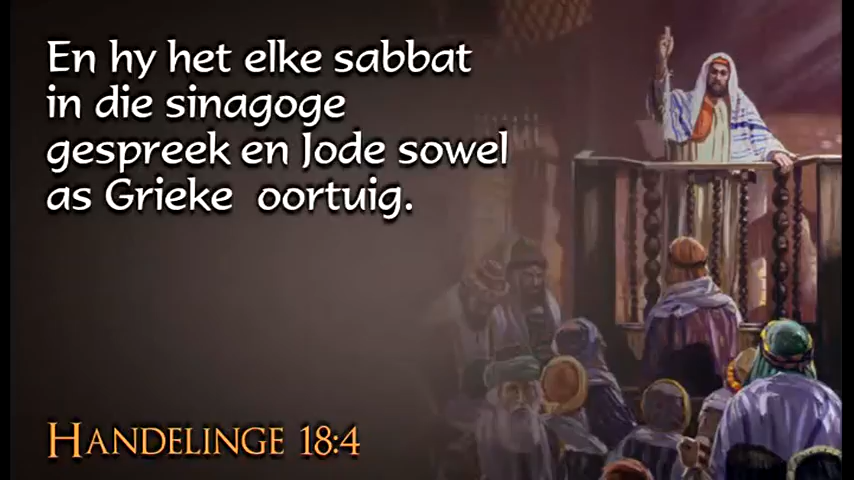 En hy het elke sabbat
in die sinagoge
gespreek en Jode sowel
as Grieke oortuig.
HANDELINGE 18:4